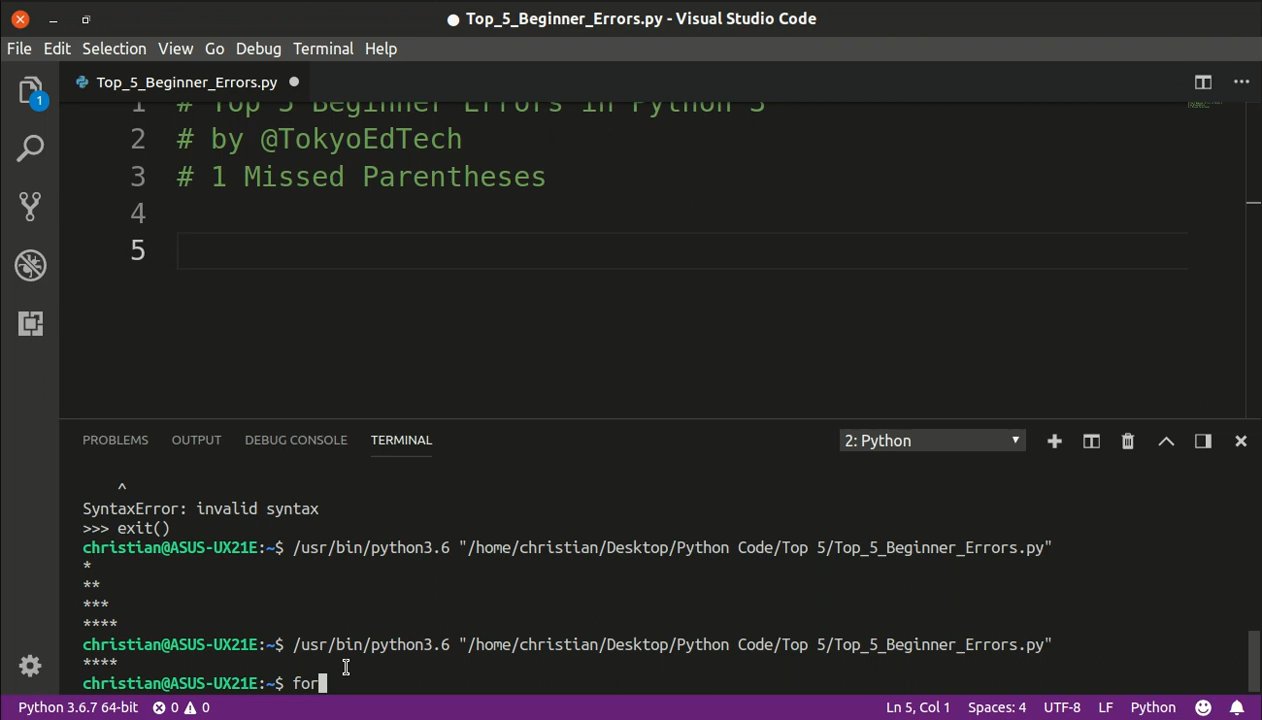 ● Top_5_Beginner_Errors.py - Visual Studio Code
File Edit Selection View Go Debug Terminal Help
Top_5_Beginner_Errors.py ●
1
1 # Top 5 Beginner Errors in Python 3
2 # by @TokyoEdTech
3 # 1 Missed Parentheses
4
5
PROBLEMS OUTPUT DEBUG CONSOLE TERMINAL 2: Python
^
SyntaxError: invalid syntax
>>> exit()
christian@ASUS-UX21E:~$ /usr/bin/python3.6 "/home/christian/Desktop/Python Code/Top 5/Top_5_Beginner_Errors.py"
*
**
***
****
christian@ASUS-UX21E:~$ /usr/bin/python3.6 "/home/christian/Desktop/Python Code/Top 5/Top_5_Beginner_Errors.py"
****
christian@ASUS-UX21E:~$ for
Python 3.6.7 64-bit 0 0 Ln 5, Col 1 Spaces: 4 UTF-8 LF Python